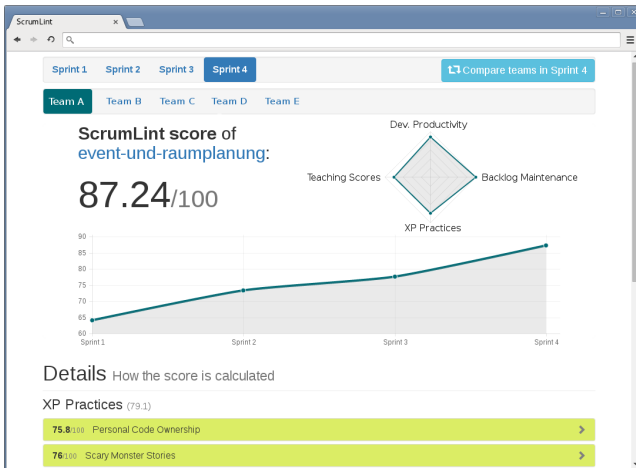 ScrumLint
Sprint 1 Sprint 2 Sprint 3 Sprint 4
Compare teams in Sprint 4
Team A Team B Team C Team D Team E
ScrumLint score of
event-und-raumplanung:
87.24/100
Dev. Productivity
Teaching Scores
Backlog Maintenance
XP Practices
90
85
80
75
70
65
60
Sprint 1 Sprint 2 Sprint 3 Sprint 4
Details How the score is calculated
XP Practices (79.1)
75.8/100 Personal Code Ownership
76/100 Scary Monster Stories